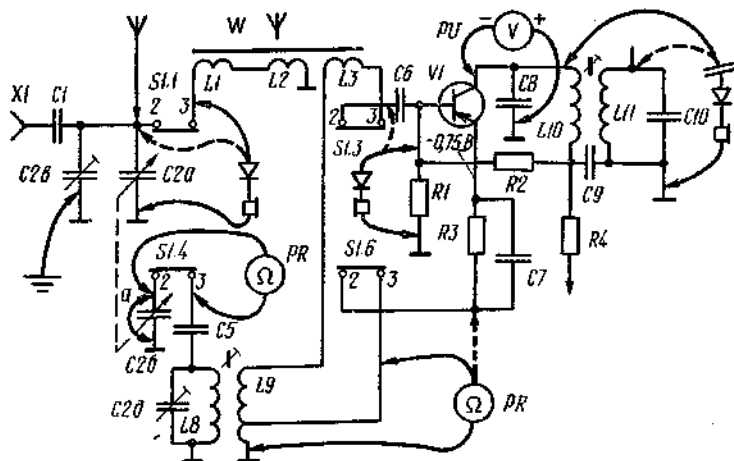 W
PU
V
X1
C1
S1.1
2
3
L1
L2
L3
C6
V1
C8
L10
L11
C10
2
3
S1.3
-0,75В
C2в
C2а
R1
R2
C9
S1.4
2
3
PR
Ω
S1.6
2
3
R3
R4
C7
а
C5
C2б
L9
C2д
L8
Ω
PR